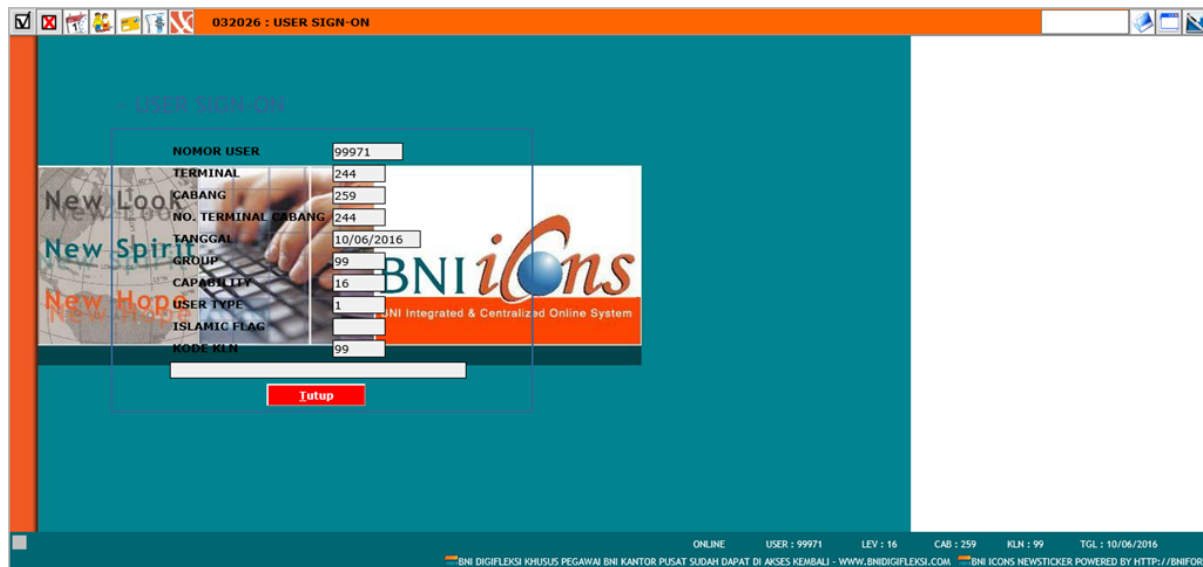 032026 : USER SIGN-ON
– USER SIGN-ON
NOMOR USER 99971
TERMINAL 244
CABANG 259
NO. TERMINAL CABANG 244
TANGGAL 10/06/2016
GROUP 99
CAPABILITY 16
USER TYPE 1
ISLAMIC FLAG
KODE KLN 99
Tutup
New Look
New Spirit
New Hope
BNI icons
BNI Integrated & Centralized Online System
ONLINE USER : 99971 LEV : 16 CAB : 259 KLN : 99 TGL : 10/06/2016
BNI DIGIFLEKSI KHUSUS PEGAWAI BNI KANTOR PUSAT SUDAH DAPAT DI AKSES KEMBALI - WWW.BNIDIGIFLEKSI.COM BNI ICONS NEWSTICKER POWERED BY HTTP://BNIFOR